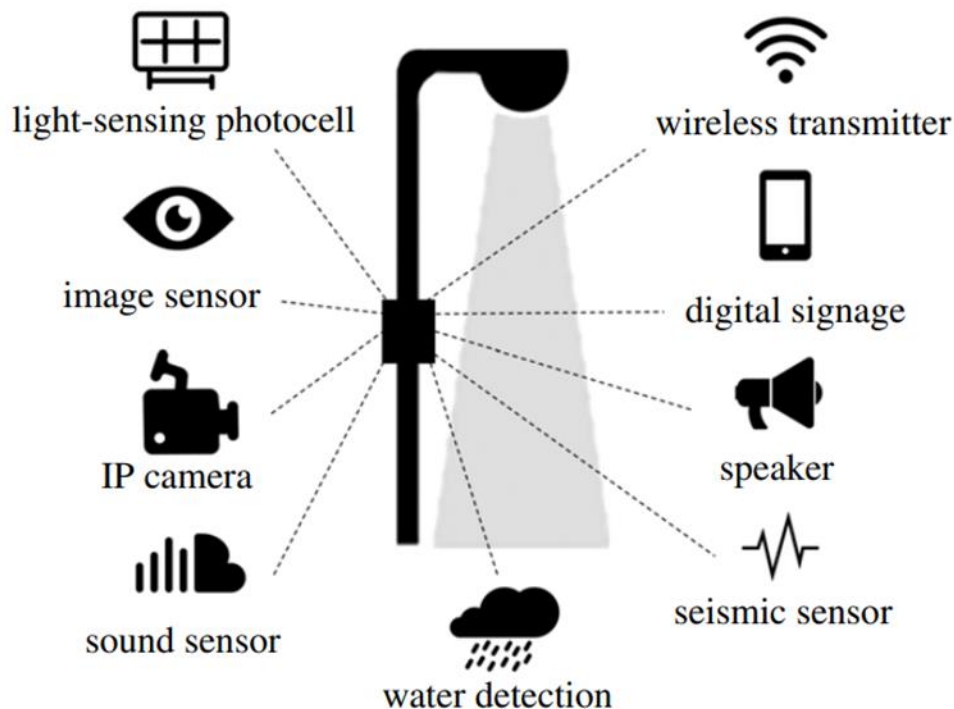 light-sensing photocell
wireless transmitter
image sensor
digital signage
IP camera
speaker
sound sensor
seismic sensor
water detection